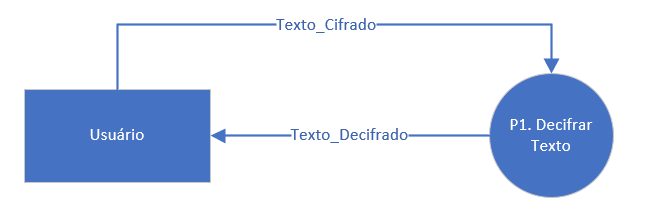 Texto_Cifrado
Usuário
Texto_Decifrado
P1. Decifrar
Texto